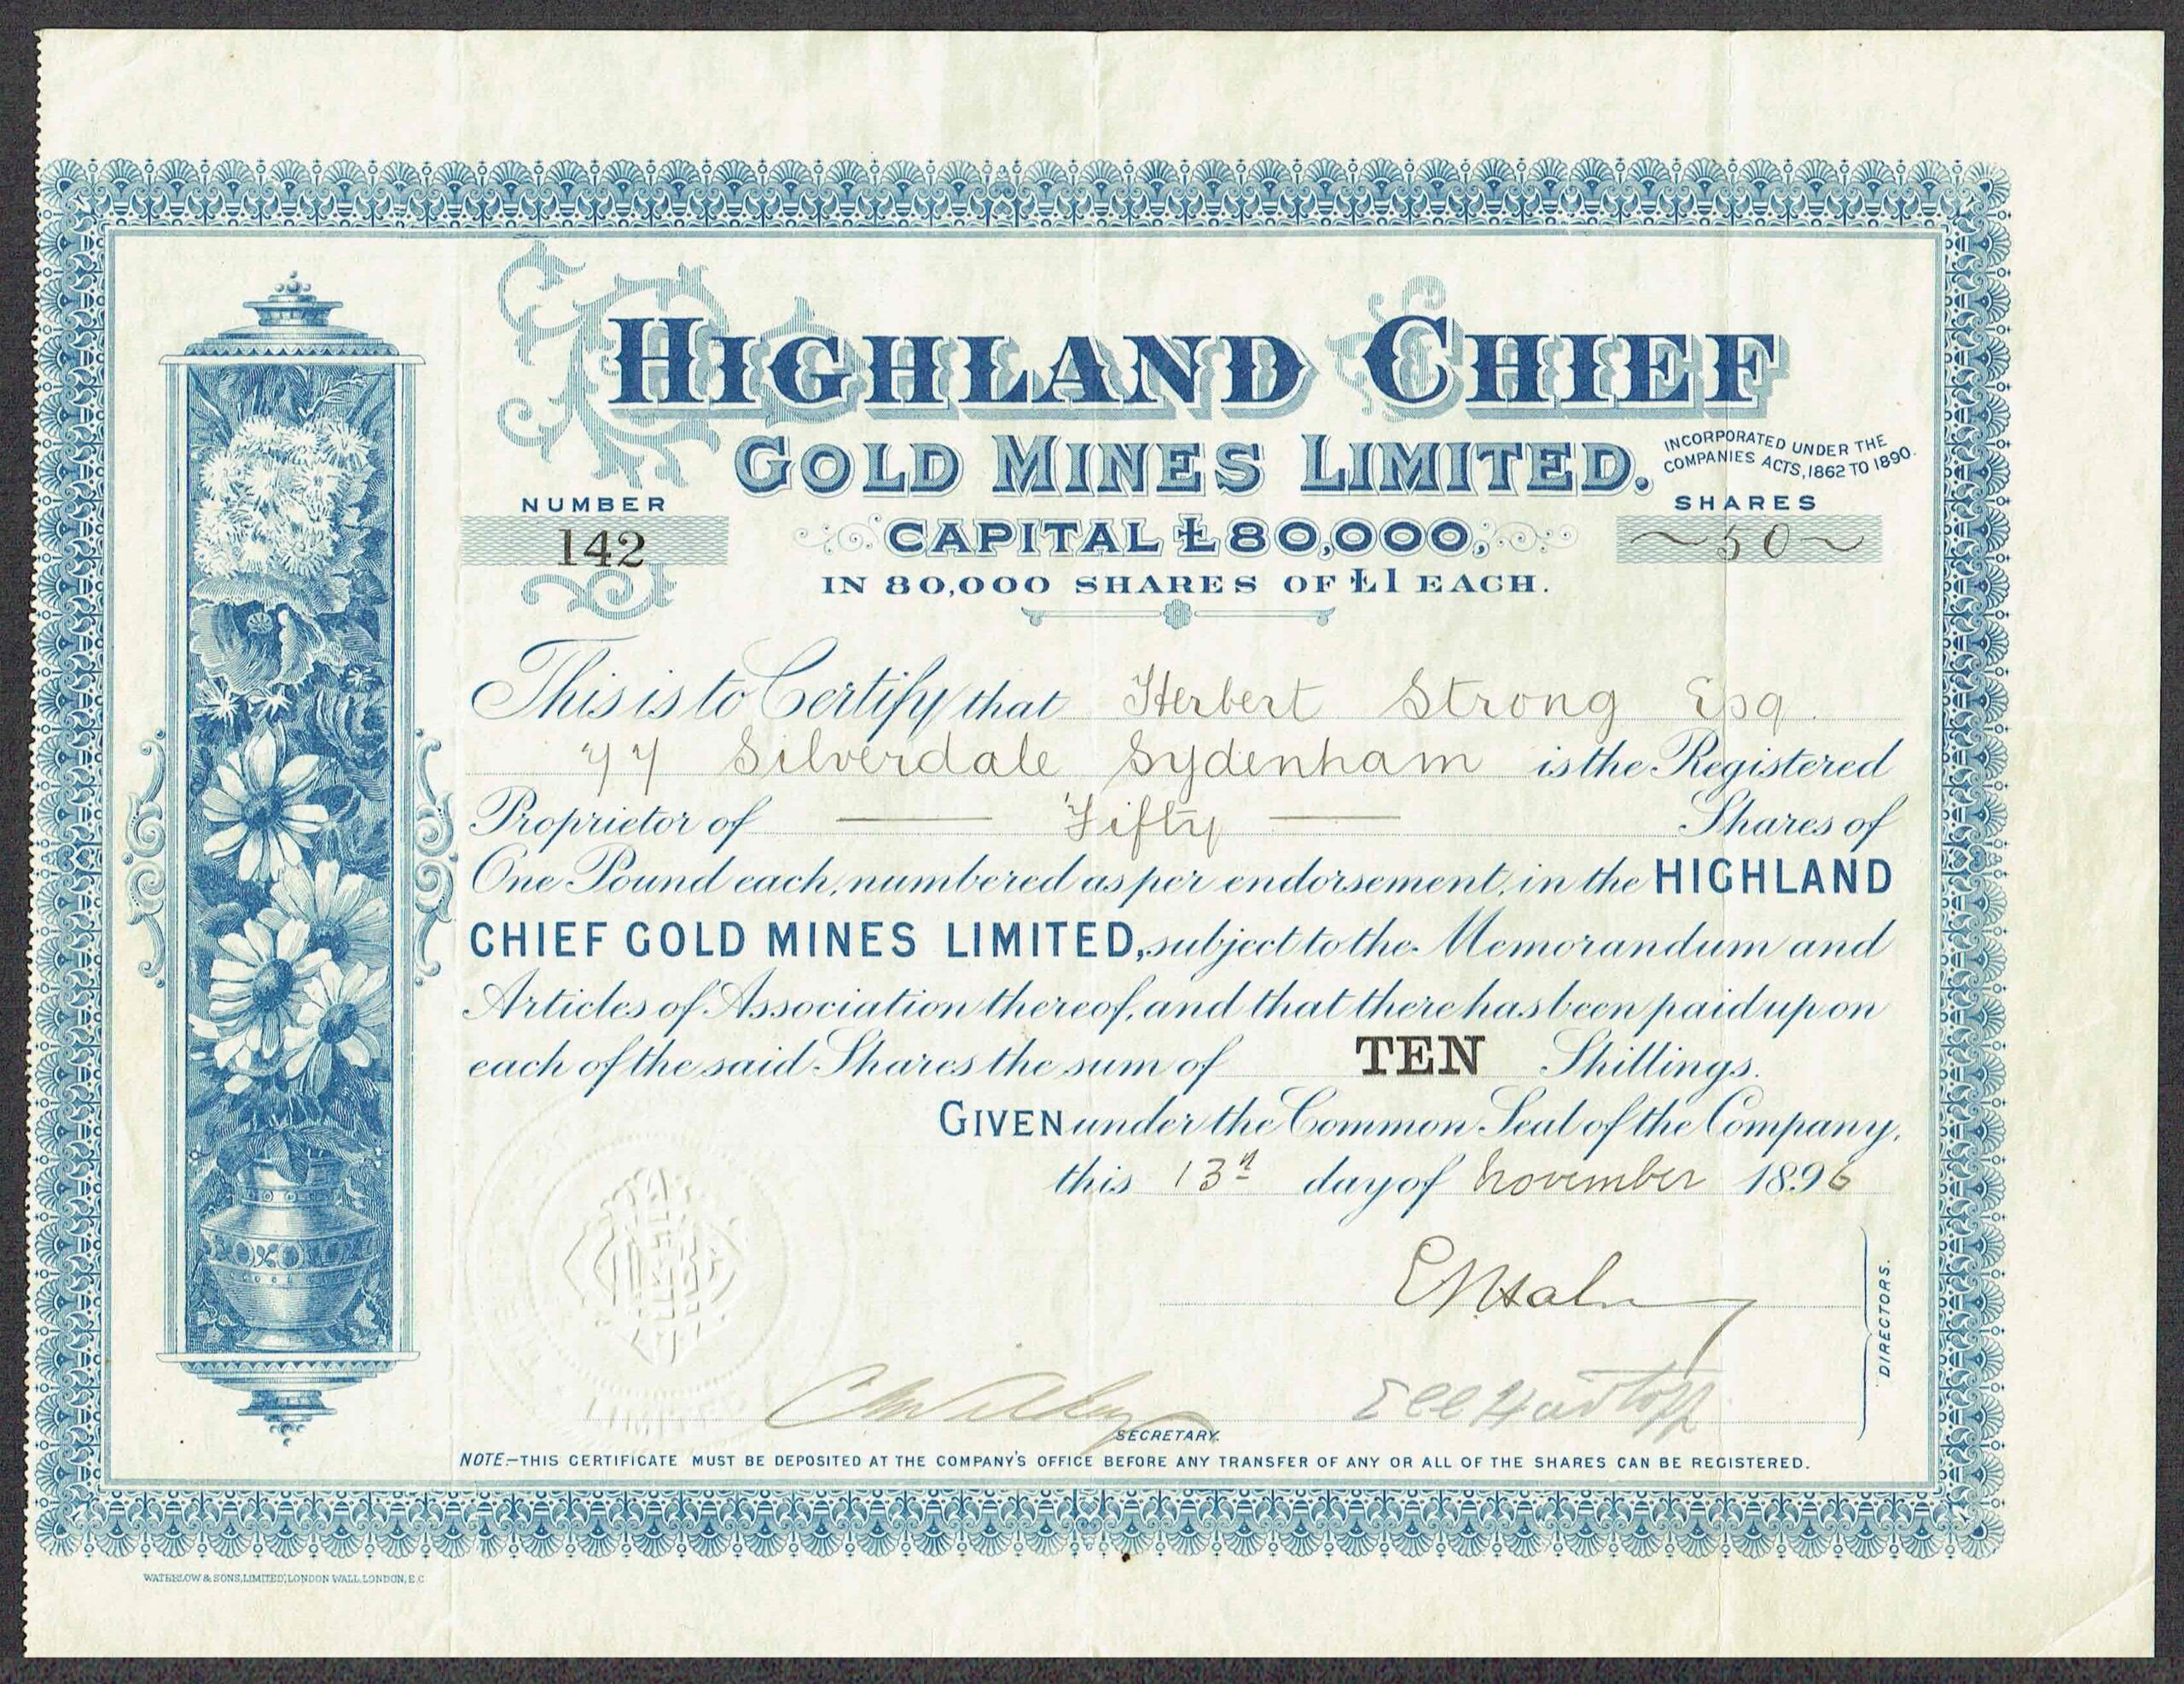 HIGHLAND CHIEF
GOLD MINES LIMITED.
INCORPORATED UNDER THE
COMPANIES ACTS, 1862 TO 1890.
NUMBER
142
SHARES
~50~
CAPITAL £80,000,
IN 80,000 SHARES OF £1 EACH.
This is to Certify that Herbert Strong Esq
77 Silverdale Sydenham is the Registered
Proprietor of — Fifty — Shares of
One Pound each, numbered as per endorsement, in the HIGHLAND
CHIEF GOLD MINES LIMITED, subject to the Memorandum and
Articles of Association thereof, and that there has been paid up on
each of the said Shares the sum of TEN Shillings.
GIVEN under the Common Seal of the Company,
this 13th day of November 1896
DIRECTORS.
SECRETARY.
NOTE.—THIS CERTIFICATE MUST BE DEPOSITED AT THE COMPANY'S OFFICE BEFORE ANY TRANSFER OF ANY OR ALL OF THE SHARES CAN BE REGISTERED.
WATERLOW & SONS, LIMITED, LONDON WALL, LONDON, E.C.